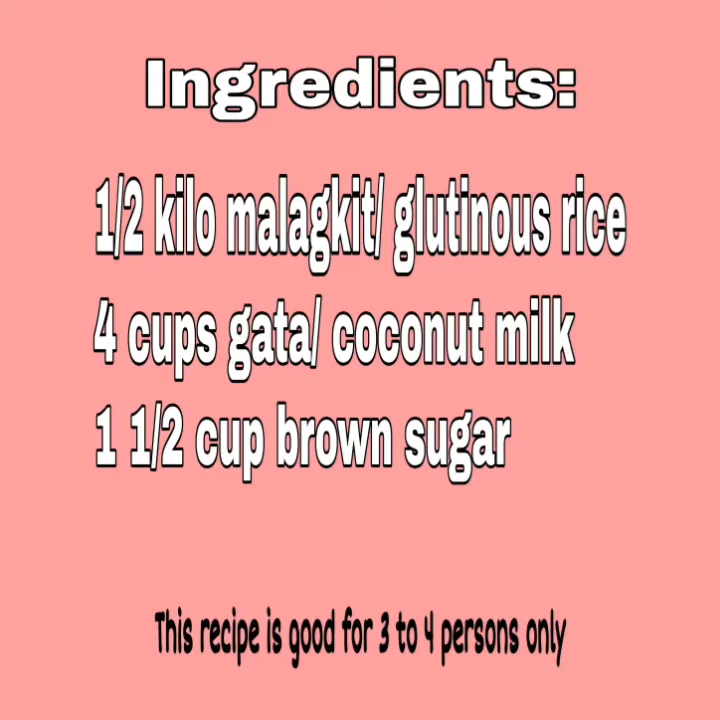 Ingredients:
1/2 kilo malagkit/ glutinous rice
4 cups gata/ coconut milk
1 1/2 cup brown sugar
This recipe is good for 3 to 4 persons only